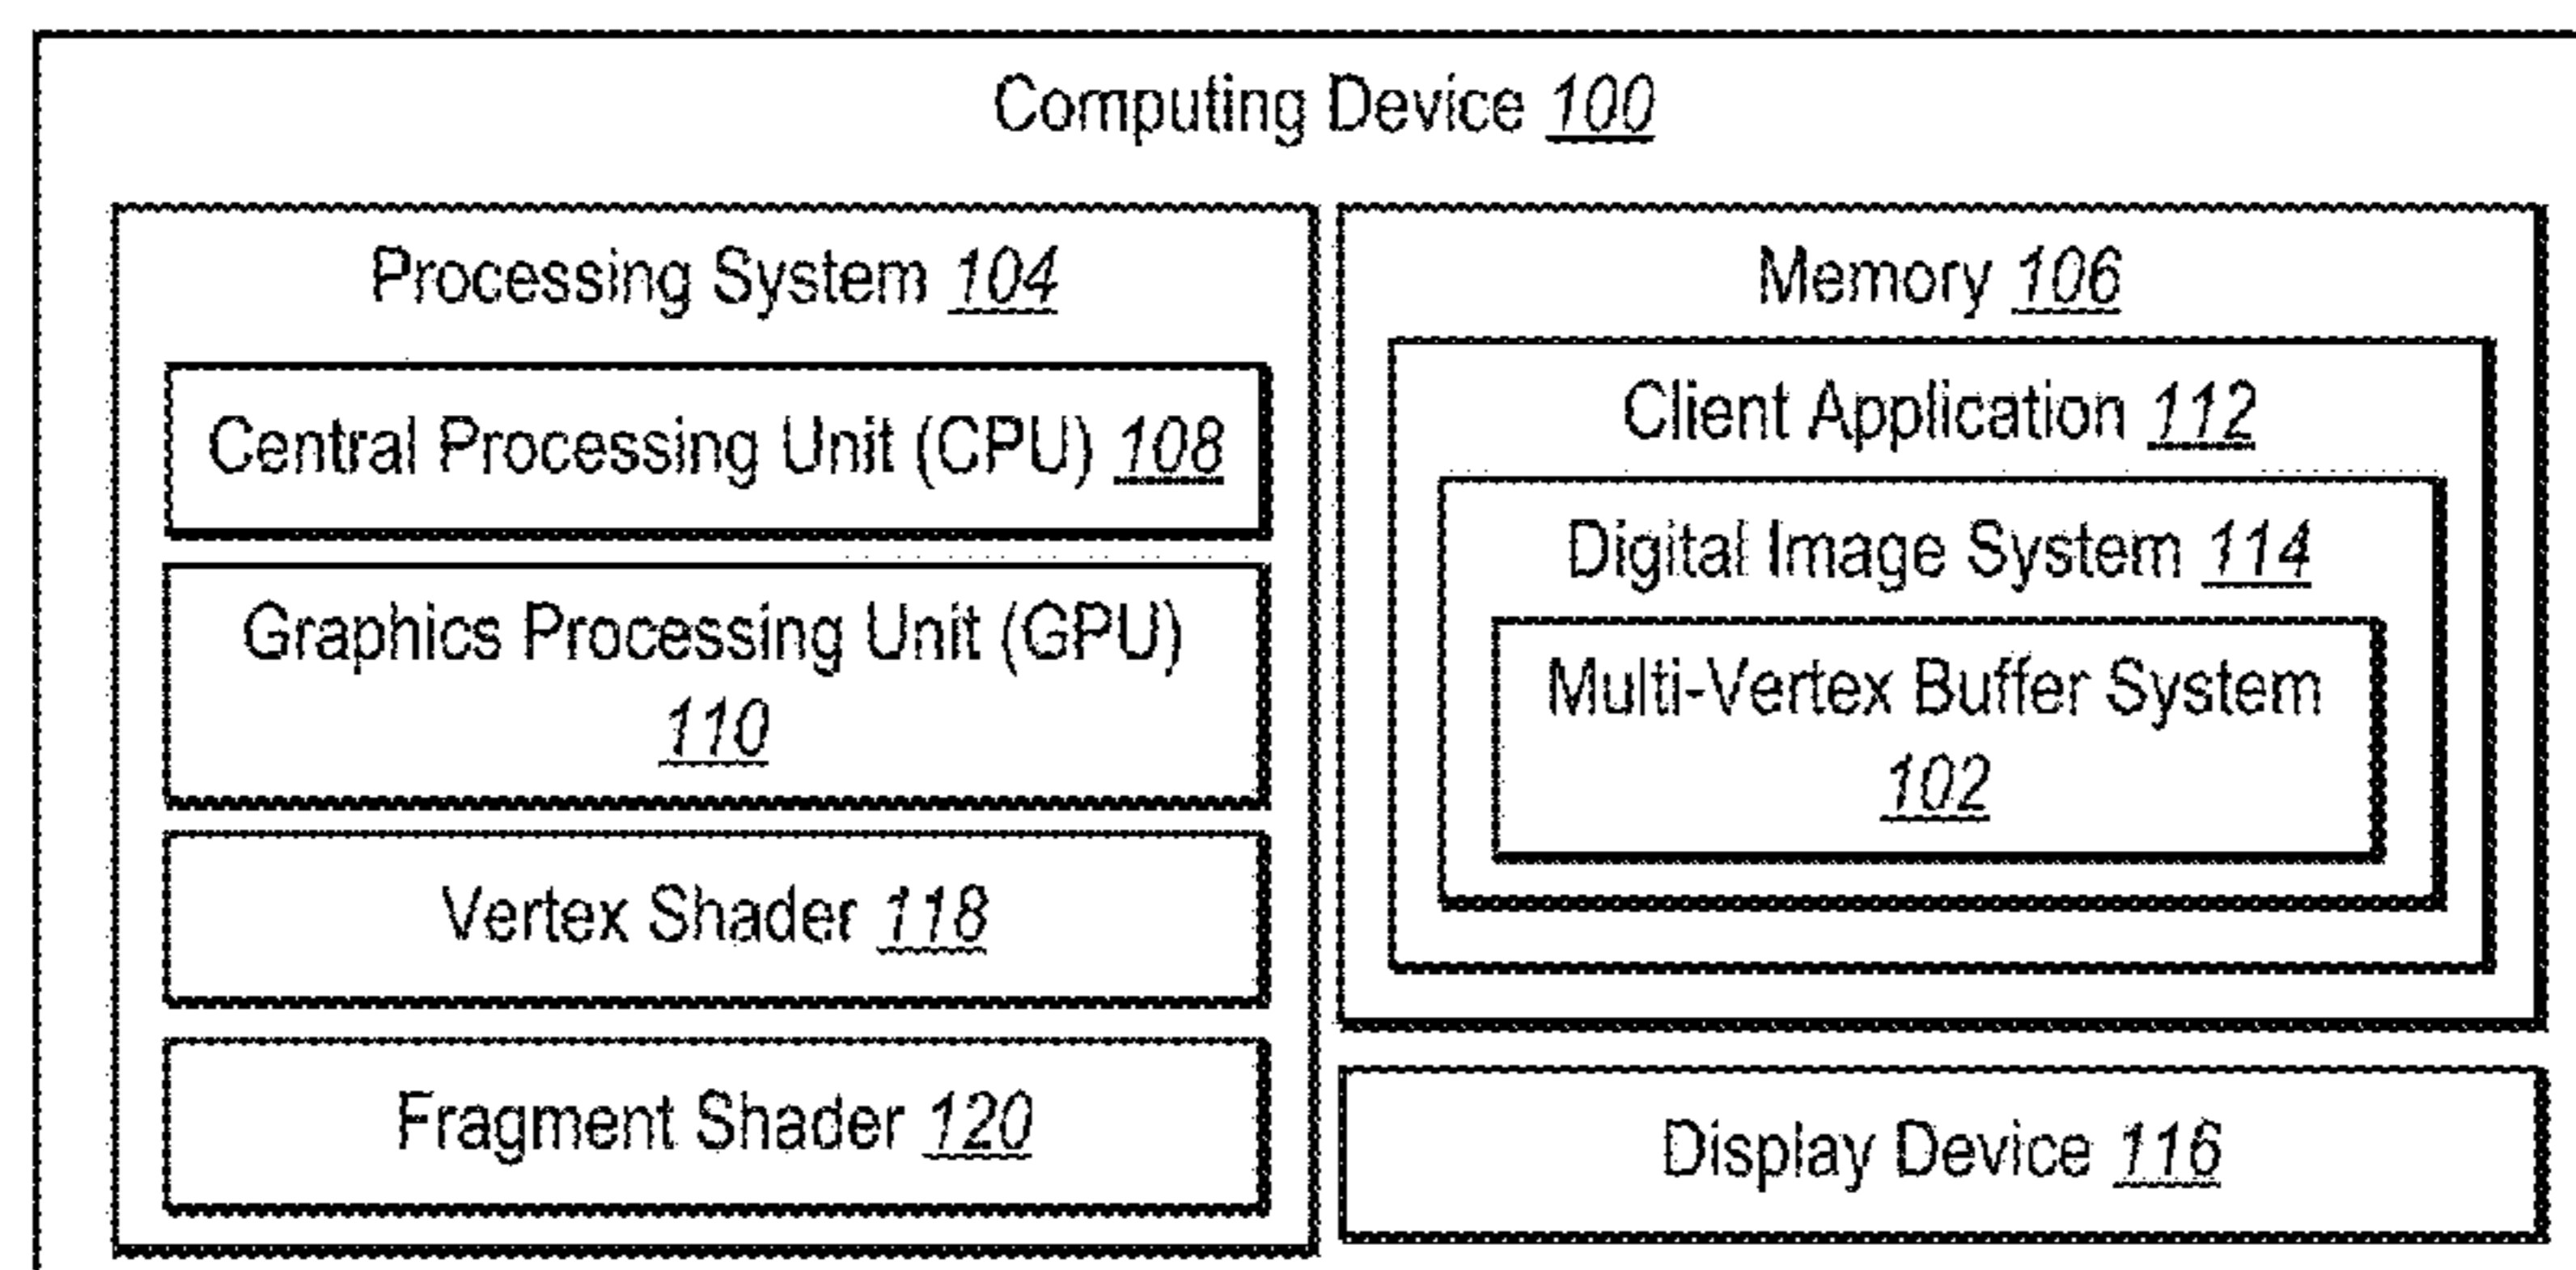 Computing Device 100
Processing System 104
Central Processing Unit (CPU) 108
Graphics Processing Unit (GPU)
110
Vertex Shader 118
Fragment Shader 120
Memory 106
Client Application 112
Digital Image System 114
Multi-Vertex Buffer System
102
Display Device 116